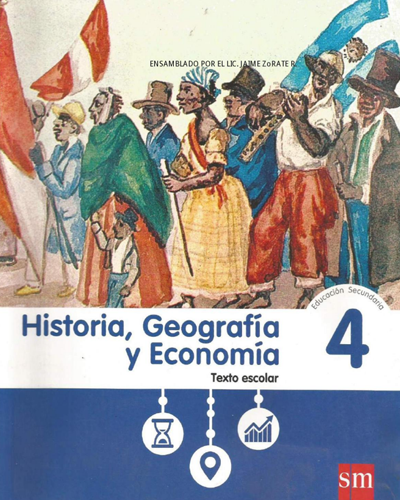 ENSAMBLADO POR EL LIC. JAIME ZoRATE R.
Educación Secundaria
Historia, Geografía
y Economía
4
Texto escolar
sm